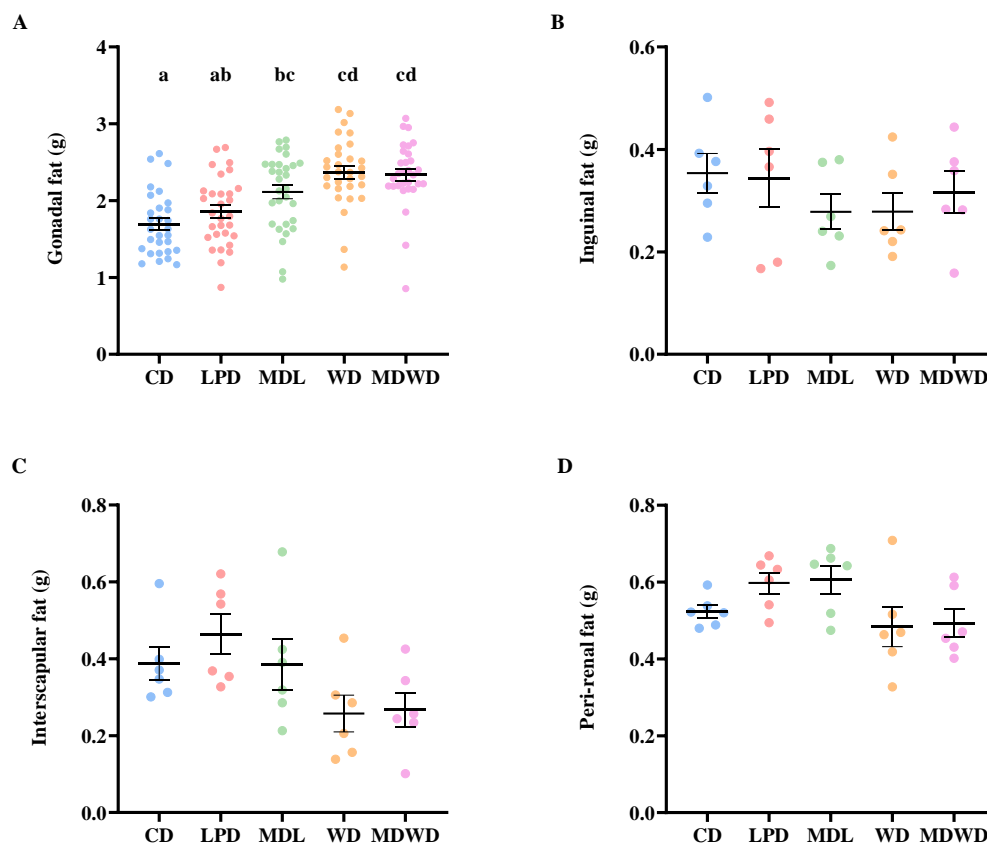 A
Gonadal fat (g)
4
3
2
1
0
a ab bc cd cd
CD LPD MDL WD MDWD
B
Inguinal fat (g)
0.6
0.4
0.2
0.0
CD LPD MDL WD MDWD
C
Interscapular fat (g)
0.8
0.6
0.4
0.2
0.0
CD LPD MDL WD MDWD
D
Peri-renal fat (g)
0.8
0.6
0.4
0.2
0.0
CD LPD MDL WD MDWD